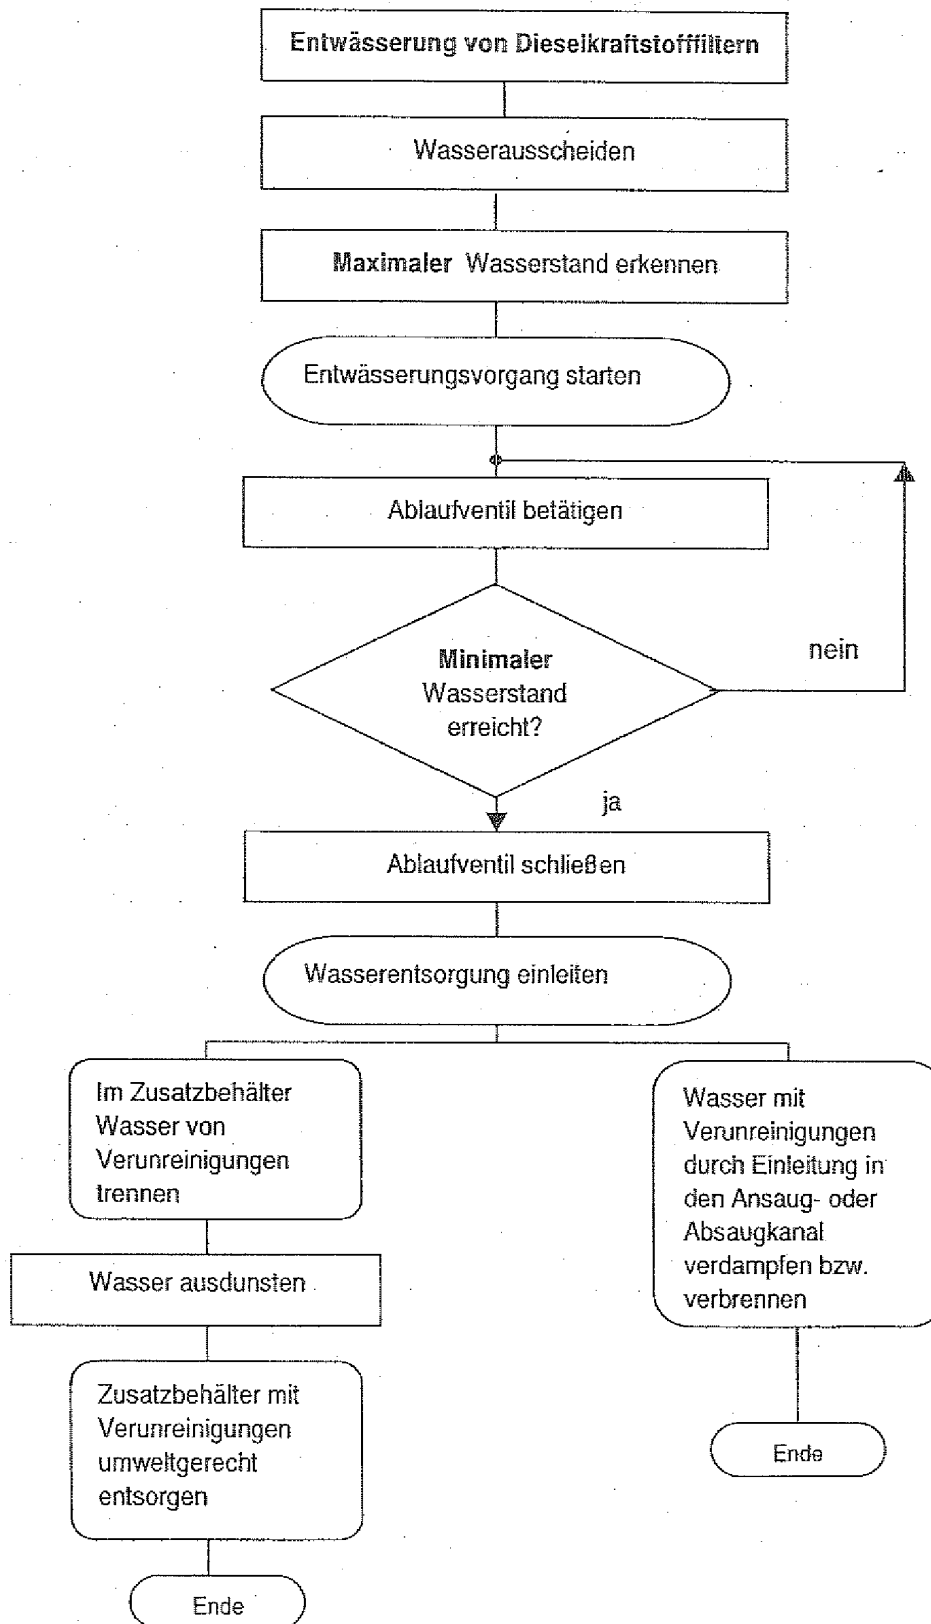 Entwässerung von Dieselkraftstofffiltern
Wasserausscheiden
Maximaler Wasserstand erkennen
Entwässerungsvorgang starten
Ablaufventil betätigen
Minimaler
Wasserstand
erreicht?
nein
ja
Ablaufventil schließen
Wasserentsorgung einleiten
Im Zusatzbehälter
Wasser von
Verunreinigungen
trennen
Wasser ausdunsten
Zusatzbehälter mit
Verunreinigungen
umweltgerecht
entsorgen
Ende
Wasser mit
Verunreinigungen
durch Einleitung in
den Ansaug- oder
Absaugkanal
verdampfen bzw.
verbrennen
Ende